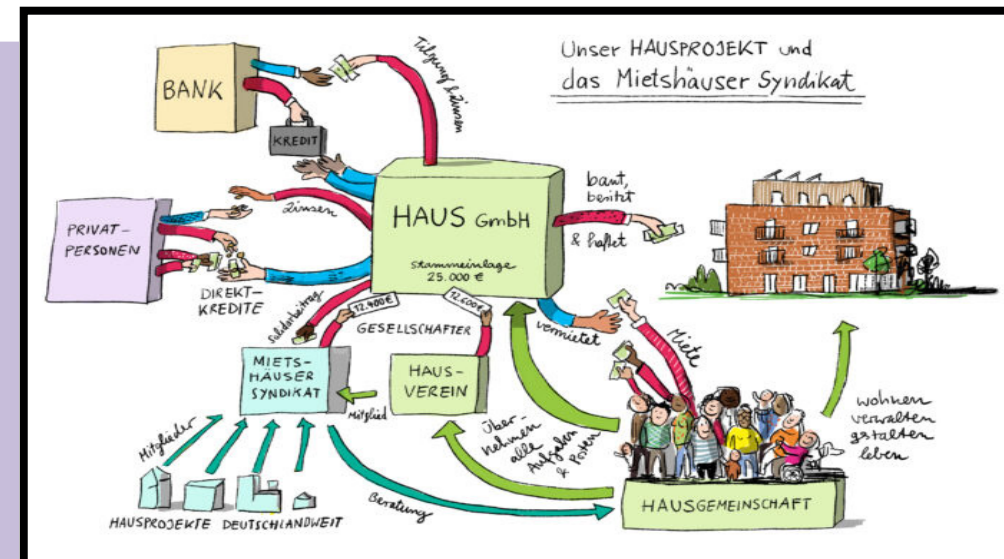 Unser HAUSPROJEKT und
das Mietshäuser Syndikat
BANK
KREDIT
Tilgung & Zinsen
PRIVAT-
PERSONEN
Zinsen
DIREKT-
KREDITE
HAUS GmbH
Stammeinlage
25.000 €
baut,
besitzt
& haftet
Solidarbeitrag
12.400€
12.600€
GESELLSCHAFTER
vermietet
Miete
MIETS-
HÄUSER
SYNDIKAT
HAUS-
VEREIN
Mitglied
Mitglieder
HAUSPROJEKTE DEUTSCHLANDWEIT
Beratung
Über-
nehmen
alle
Aufgaben
& Posten
wohnen
verwalten
gestalten
leben
HAUSGEMEINSCHAFT